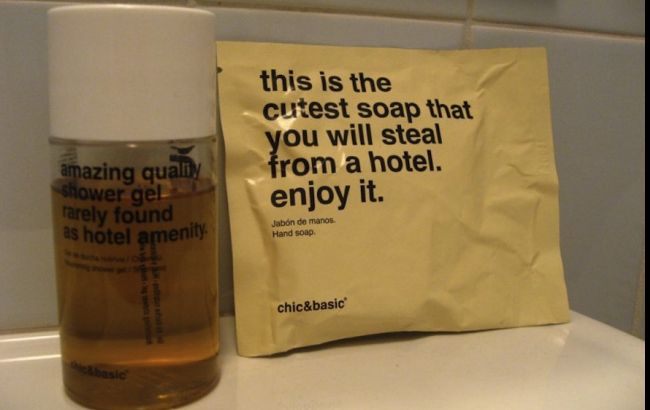 amazing quality
shower gel
rarely found
as hotel amenity.
chic&basic
this is the
cutest soap that
you will steal
from a hotel.
enjoy it.
Jabón de manos.
Hand soap.
chic&basic®